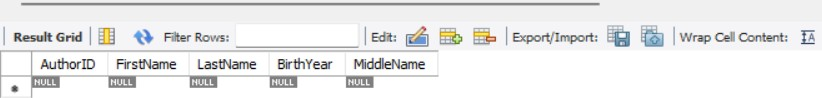 Result Grid Filter Rows: Edit: Export/Import: Wrap Cell Content: IA
AuthorID FirstName LastName BirthYear MiddleName
NULL NULL NULL NULL NULL